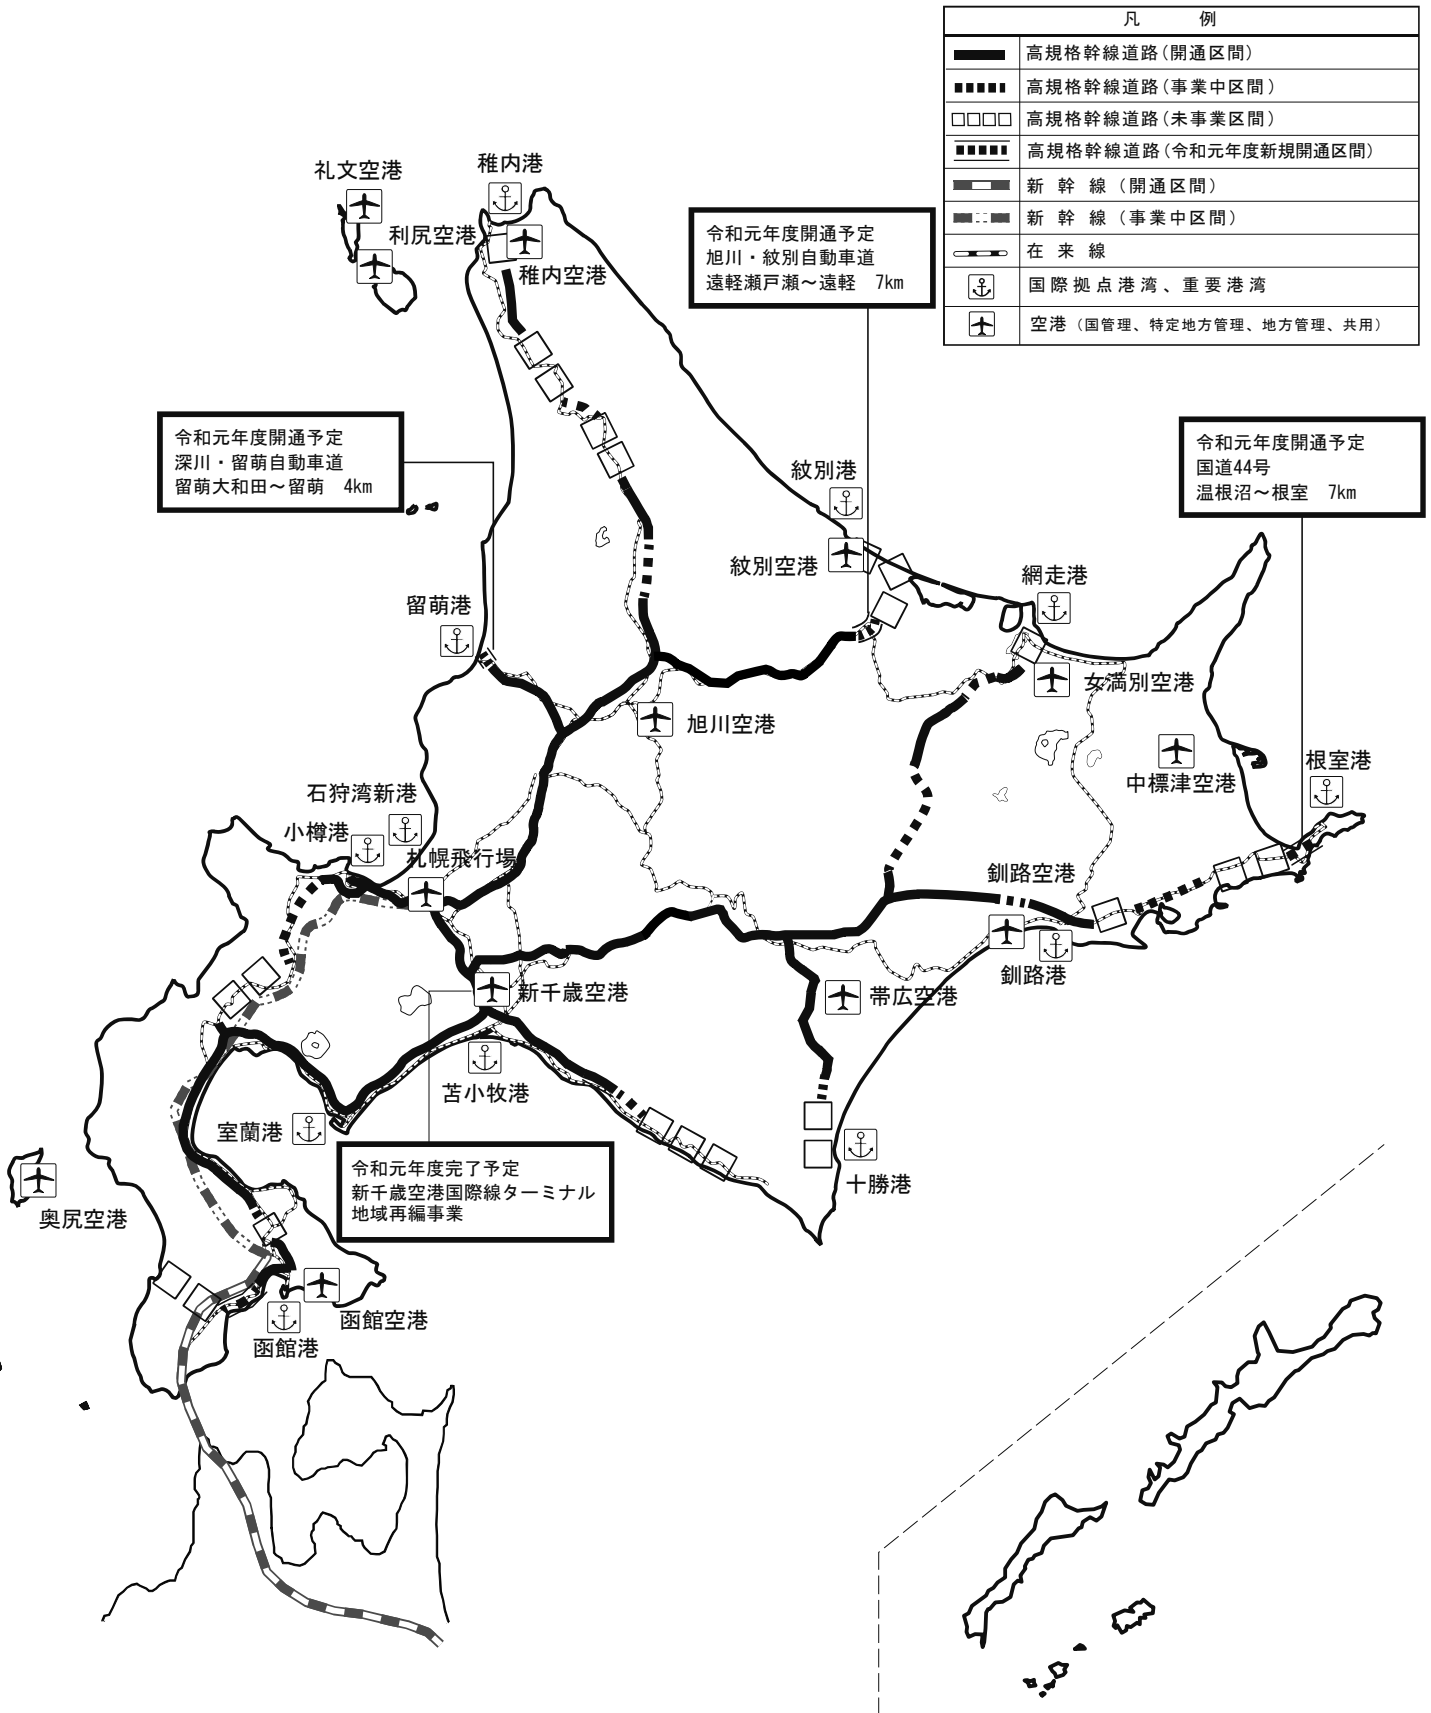 凡 例
高規格幹線道路(開通区間)
高規格幹線道路(事業中区間)
高規格幹線道路(未事業区間)
高規格幹線道路(令和元年度新規開通区間)
新幹線(開通区間)
新幹線(事業中区間)
在来線
国際拠点港湾、重要港湾
空港(国管理、特定地方管理、地方管理、共用)
礼文空港
稚内港
利尻空港
稚内空港
令和元年度開通予定
旭川・紋別自動車道
遠軽瀬戸瀬～遠軽 7km
令和元年度開通予定
深川・留萌自動車道
留萌大和田～留萌 4km
令和元年度開通予定
国道44号
温根沼～根室 7km
紋別港
紋別空港
網走港
留萌港
女満別空港
旭川空港
中標津空港
根室港
石狩湾新港
小樽港
札幌飛行場
釧路空港
釧路港
新千歳空港
帯広空港
苫小牧港
室蘭港
十勝港
令和元年度完了予定
新千歳空港国際線ターミナル
地域再編事業
奥尻空港
函館空港
函館港